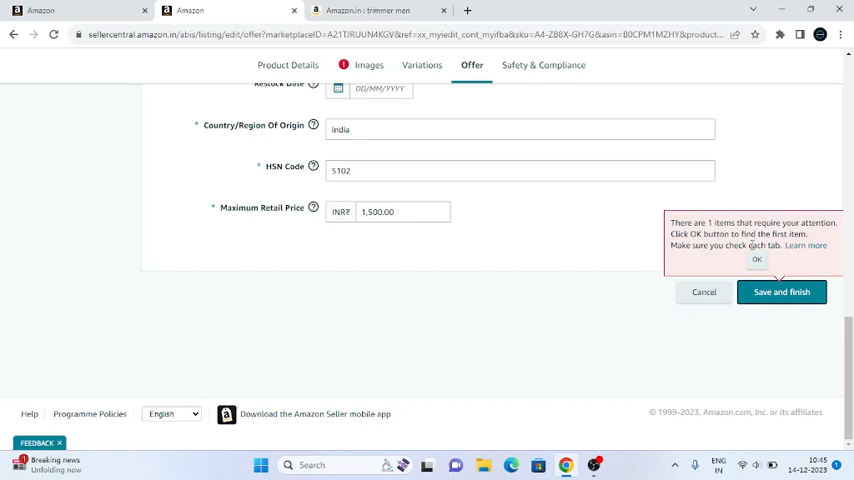 Amazon
Amazon
Amazon.in : trimmer men
sellercentral.amazon.in/abis/listing/edit/offer?marketplaceID=A21TJRUUN4KGV&ref=xx_myiedit_cont_myifba&sku=A4-ZB8X-GH7G&asin=B0CPM1MZHY&product...
Product Details
Images
Variations
Offer
Safety & Compliance
Restock Date
DD/MM/YYYY
* Country/Region Of Origin
India
* HSN Code
5102
* Maximum Retail Price
INR₹
1,500.00
There are 1 items that require your attention.
Click OK button to find the first item.
Make sure you check each tab. Learn more
OK
Cancel
Save and finish
Help
Programme Policies
English
Download the Amazon Seller mobile app
© 1999-2023, Amazon.com, Inc. or its affiliates
FEEDBACK ×
1
Breaking news
Unfolding now
Search
ENG
IN
10:45
14-12-2023
1